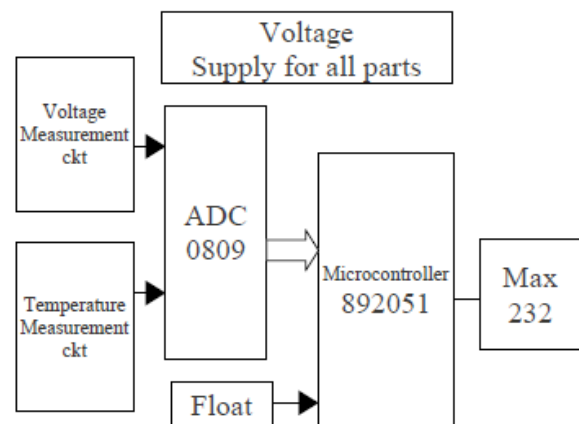 Voltage
Supply for all parts
Voltage
Measurement
ckt
ADC
0809
Temperature
Measurement
ckt
Microcontroller
892051
Max
232
Float